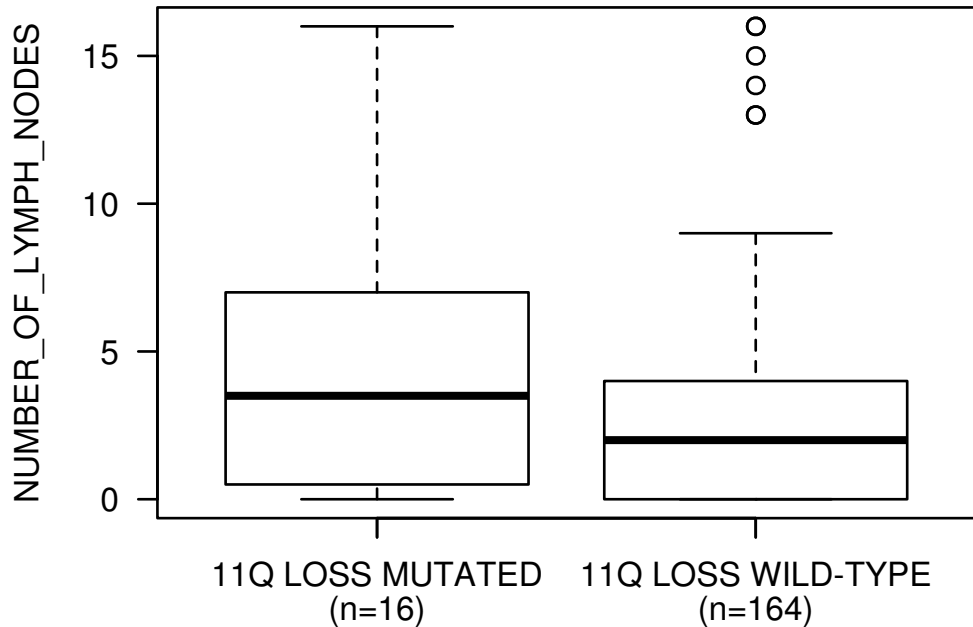 NUMBER_OF_LYMPH_NODES
15
10
5
0
11Q LOSS MUTATED
(n=16)
11Q LOSS WILD-TYPE
(n=164)